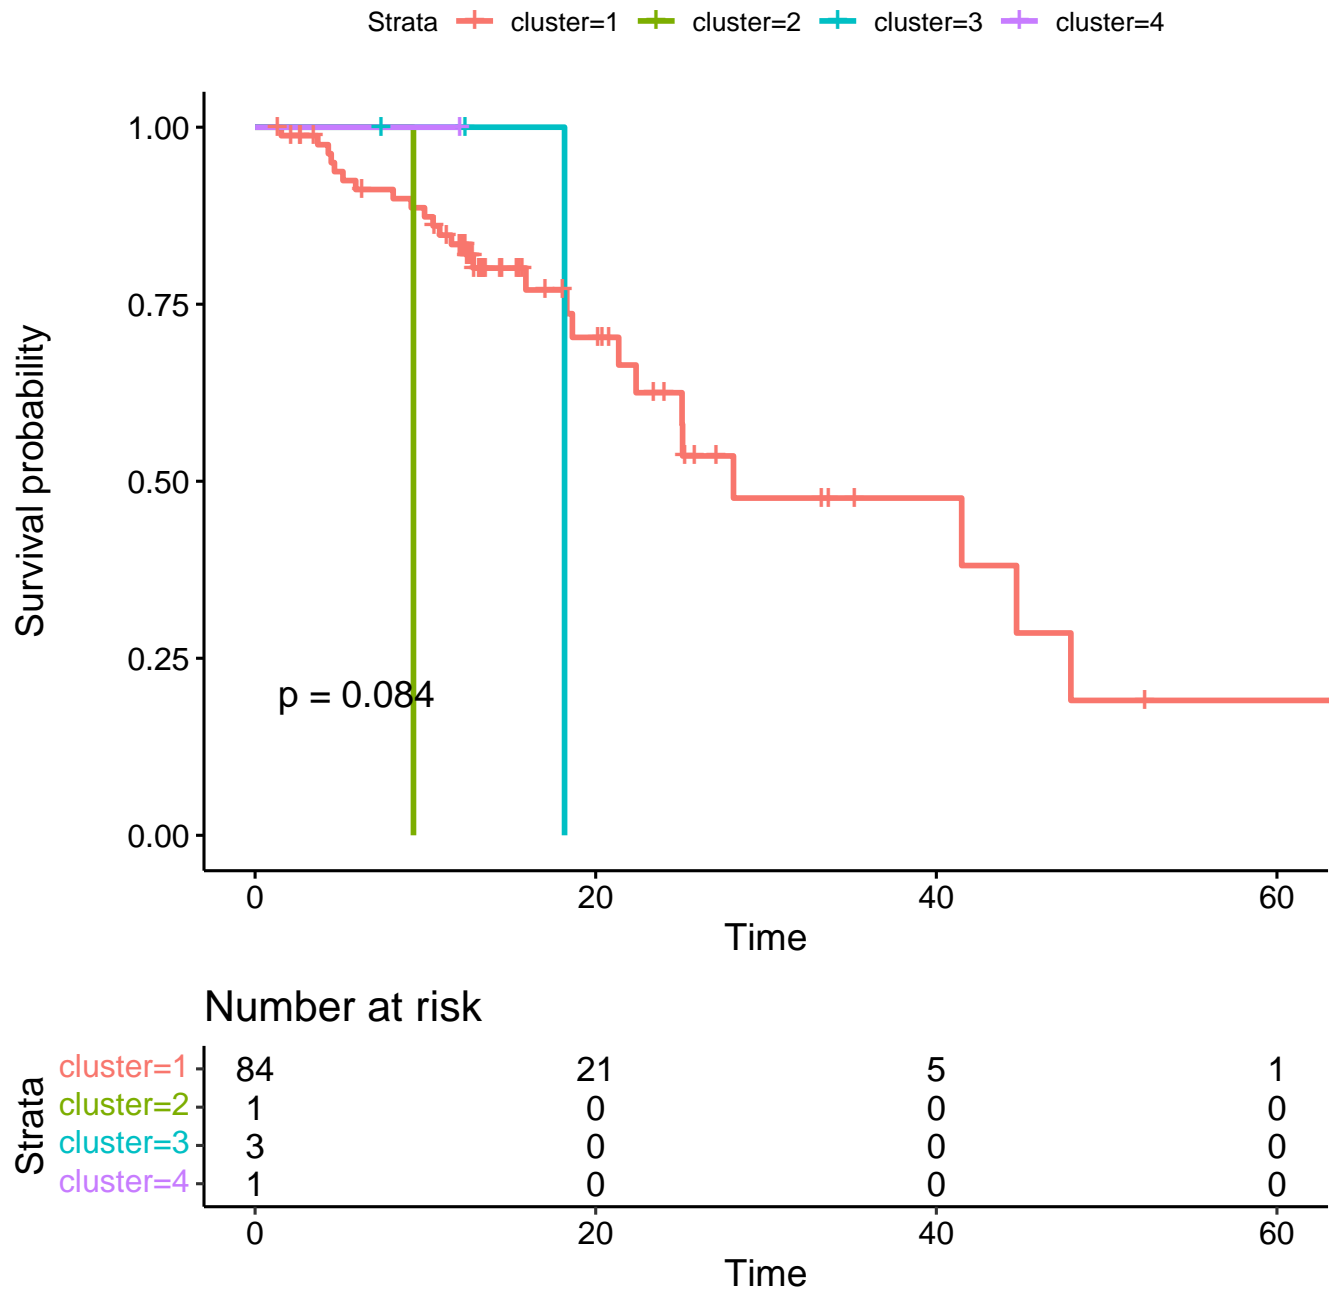 Strata cluster=1 cluster=2 cluster=3 cluster=4
1.00
0.75
0.50
0.25
0.00
Survival probability
p = 0.084
0 20 40 60
Time
Number at risk
Strata
cluster=1 84 21 5 1
cluster=2 1 0 0 0
cluster=3 3 0 0 0
cluster=4 1 0 0 0
0 20 40 60
Time